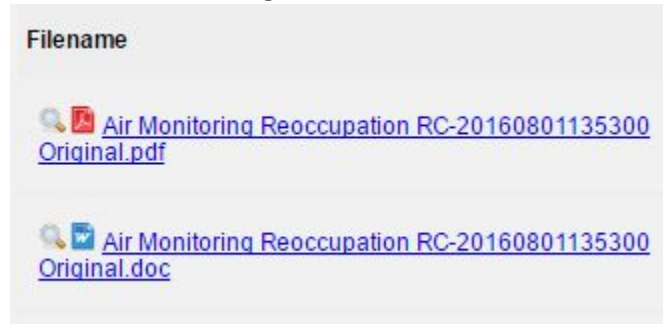 Filename
Air Monitoring Reoccupation RC-20160801135300
Original.pdf
Air Monitoring Reoccupation RC-20160801135300
Original.doc